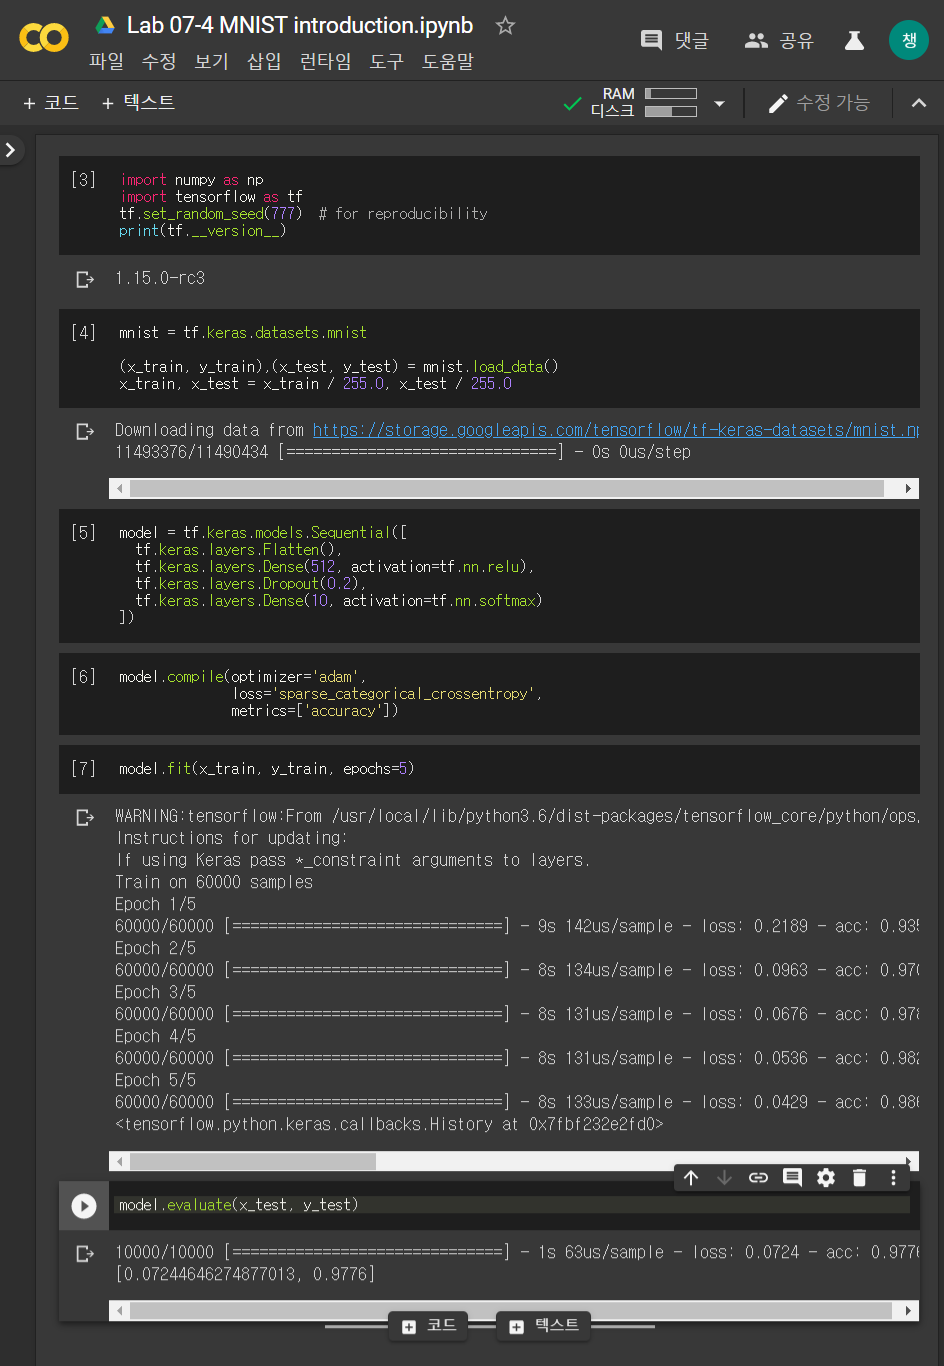 Lab 07-4 MNIST introduction.ipynb
파일 수정 보기 삽입 런타임 도구 도움말
댓글 공유 챙
+ 코드 + 텍스트
RAM
디스크
수정 가능
[3] import numpy as np
import tensorflow as tf
tf.set_random_seed(777)  # for reproducibility
print(tf.__version__)
1.15.0-rc3
[4] mnist = tf.keras.datasets.mnist
(x_train, y_train),(x_test, y_test) = mnist.load_data()
x_train, x_test = x_train / 255.0, x_test / 255.0
Downloading data from https://storage.googleapis.com/tensorflow/tf-keras-datasets/mnist.np
11493376/11490434 [==============================] - 0s 0us/step
[5] model = tf.keras.models.Sequential([
  tf.keras.layers.Flatten(),
  tf.keras.layers.Dense(512, activation=tf.nn.relu),
  tf.keras.layers.Dropout(0.2),
  tf.keras.layers.Dense(10, activation=tf.nn.softmax)
])
[6] model.compile(optimizer='adam',
              loss='sparse_categorical_crossentropy',
              metrics=['accuracy'])
[7] model.fit(x_train, y_train, epochs=5)
WARNING:tensorflow:From /usr/local/lib/python3.6/dist-packages/tensorflow_core/python/ops,
Instructions for updating:
If using Keras pass *_constraint arguments to layers.
Train on 60000 samples
Epoch 1/5
60000/60000 [==============================] - 9s 142us/sample - loss: 0.2189 - acc: 0.935
Epoch 2/5
60000/60000 [==============================] - 8s 134us/sample - loss: 0.0963 - acc: 0.970
Epoch 3/5
60000/60000 [==============================] - 8s 131us/sample - loss: 0.0676 - acc: 0.978
Epoch 4/5
60000/60000 [==============================] - 8s 131us/sample - loss: 0.0536 - acc: 0.982
Epoch 5/5
60000/60000 [==============================] - 8s 133us/sample - loss: 0.0429 - acc: 0.986
<tensorflow.python.keras.callbacks.History at 0x7fbf232e2fd0>
model.evaluate(x_test, y_test)
10000/10000 [==============================] - 1s 63us/sample - loss: 0.0724 - acc: 0.9776
[0.07244646274877013, 0.9776]
코드 텍스트